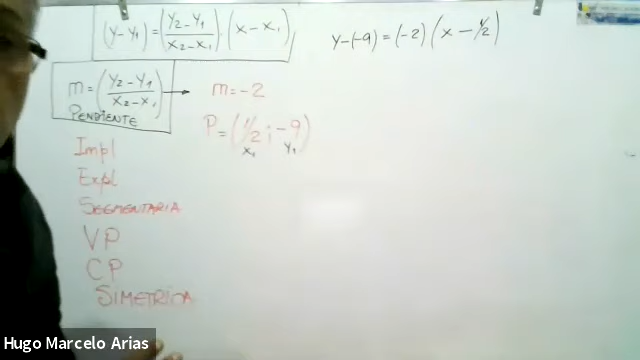 (y-y₁) = (y₂-y₁ / x₂-x₁) · (x-x₁)
y-(-9) = (-2) (x - 1/2)
m = (y₂-y₁ / x₂-x₁) → m = -2
PENDIENTE
P = (1/2 ; -9)
x₁ y₁
Impl
Expl
SEGMENTARIA
VP
CP
SIMETRICA
Hugo Marcelo Arias